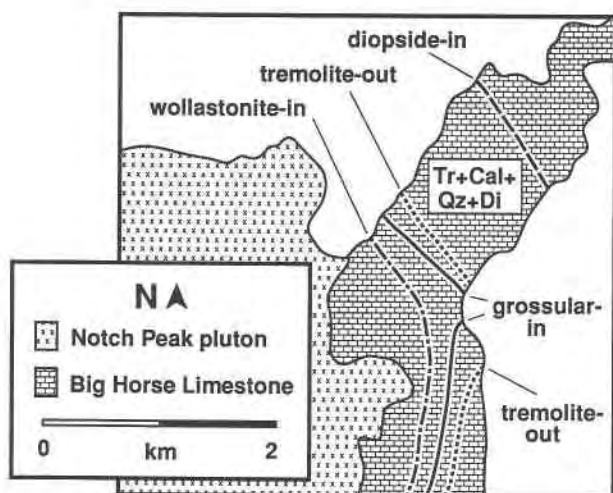 diopside-in
tremolite-out
wollastonite-in
Tr+Cal+
Qz+Di
N
Notch Peak pluton
Big Horse Limestone
0 km 2
grossular-
in
tremolite-
out